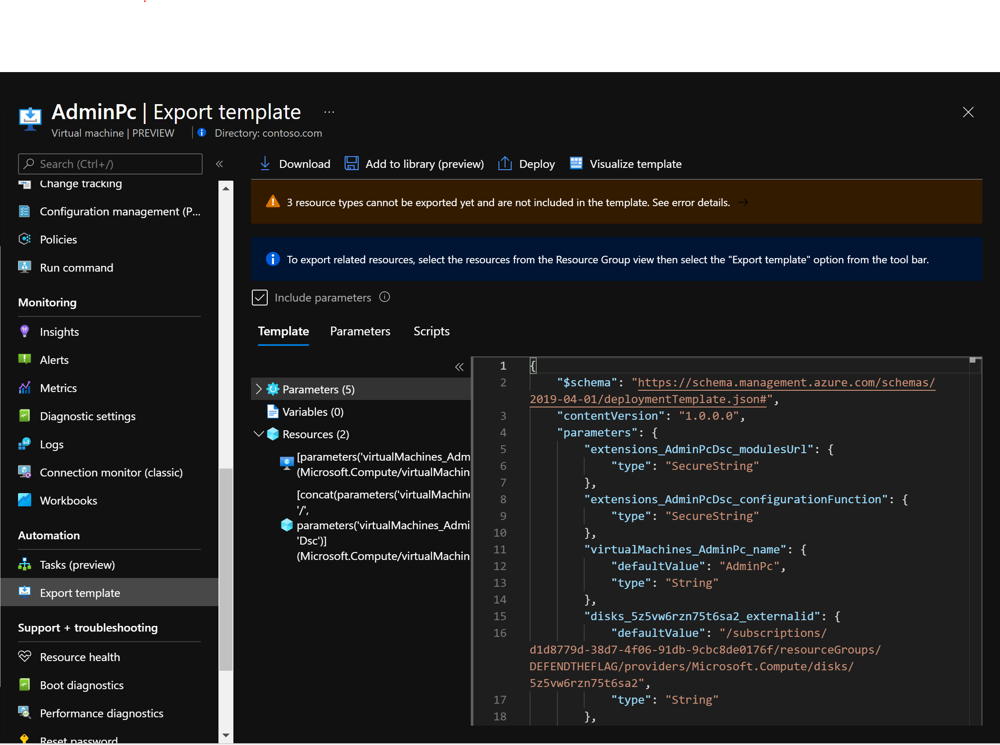 AdminPc | Export template ...
Virtual machine | PREVIEW
Directory: contoso.com
Search (Ctrl+/)
Change tracking
Configuration management (P...
Policies
Run command
Monitoring
Insights
Alerts
Metrics
Diagnostic settings
Logs
Connection monitor (classic)
Workbooks
Automation
Tasks (preview)
Export template
Support + troubleshooting
Resource health
Boot diagnostics
Performance diagnostics
Reset password
Download
Add to library (preview)
Deploy
Visualize template
3 resource types cannot be exported yet and are not included in the template. See error details. →
To export related resources, select the resources from the Resource Group view then select the "Export template" option from the tool bar.
Include parameters
Template
Parameters
Scripts
Parameters (5)
Variables (0)
Resources (2)
[parameters('virtualMachines_Adm
(Microsoft.Compute/virtualMachin
[concat(parameters('virtualMachine
'/',
parameters('virtualMachines_Admi
'Dsc')]
(Microsoft.Compute/virtualMachin
1 {
2 "$schema": "https://schema.management.azure.com/schemas/
2019-04-01/deploymentTemplate.json#",
3 "contentVersion": "1.0.0.0",
4 "parameters": {
5 "extensions_AdminPcDsc_modulesUrl": {
6 "type": "SecureString"
7 },
8 "extensions_AdminPcDsc_configurationFunction": {
9 "type": "SecureString"
10 },
11 "virtualMachines_AdminPc_name": {
12 "defaultValue": "AdminPc",
13 "type": "String"
14 },
15 "disks_5z5vw6rzn75t6sa2_externalid": {
16 "defaultValue": "/subscriptions/
d1d8779d-38d7-4f06-91db-9cbc8de0176f/resourceGroups/
DEFENDTHEFLAG/providers/Microsoft.Compute/disks/
5z5vw6rzn75t6sa2",
17 "type": "String"
18 },